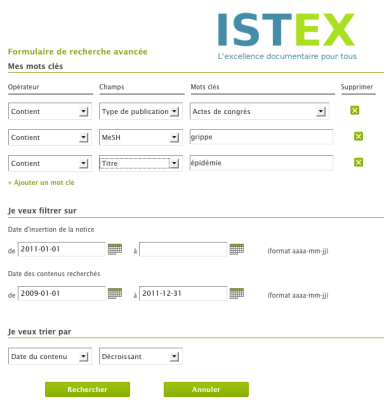 ISTEX
L'excellence documentaire pour tous
Formulaire de recherche avancée
Mes mots clés
Opérateur Champs Mots clés Supprimer
Contient Type de publication Actes de congrès
Contient MeSH grippe
Contient Titre épidémie
+ Ajouter un mot clé
Je veux filtrer sur
Date d'insertion de la notice
de 2011-01-01 à (format aaaa-mm-jj)
Date des contenus recherchés
de 2009-01-01 à 2011-12-31 (format aaaa-mm-jj)
Je veux trier par
Date du contenu Décroissant
Rechercher Annuler